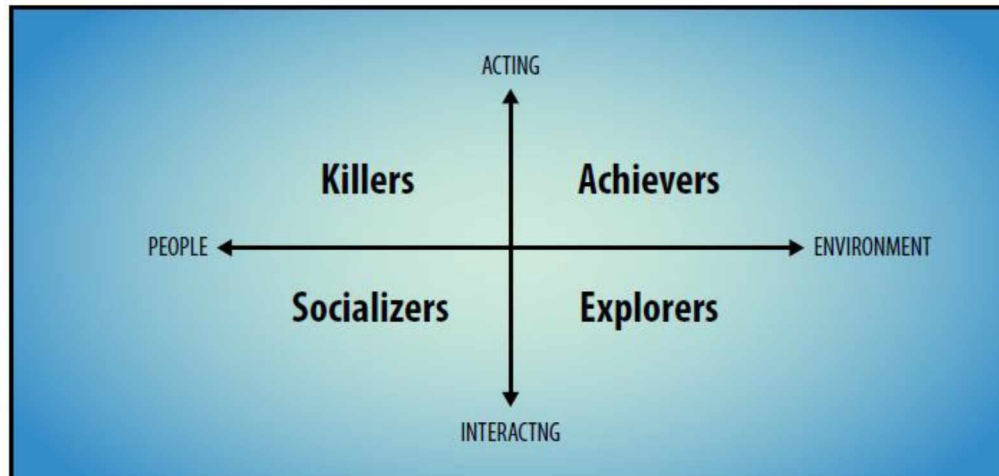 ACTING
Killers Achievers
PEOPLE ENVIRONMENT
Socializers Explorers
INTERACTNG